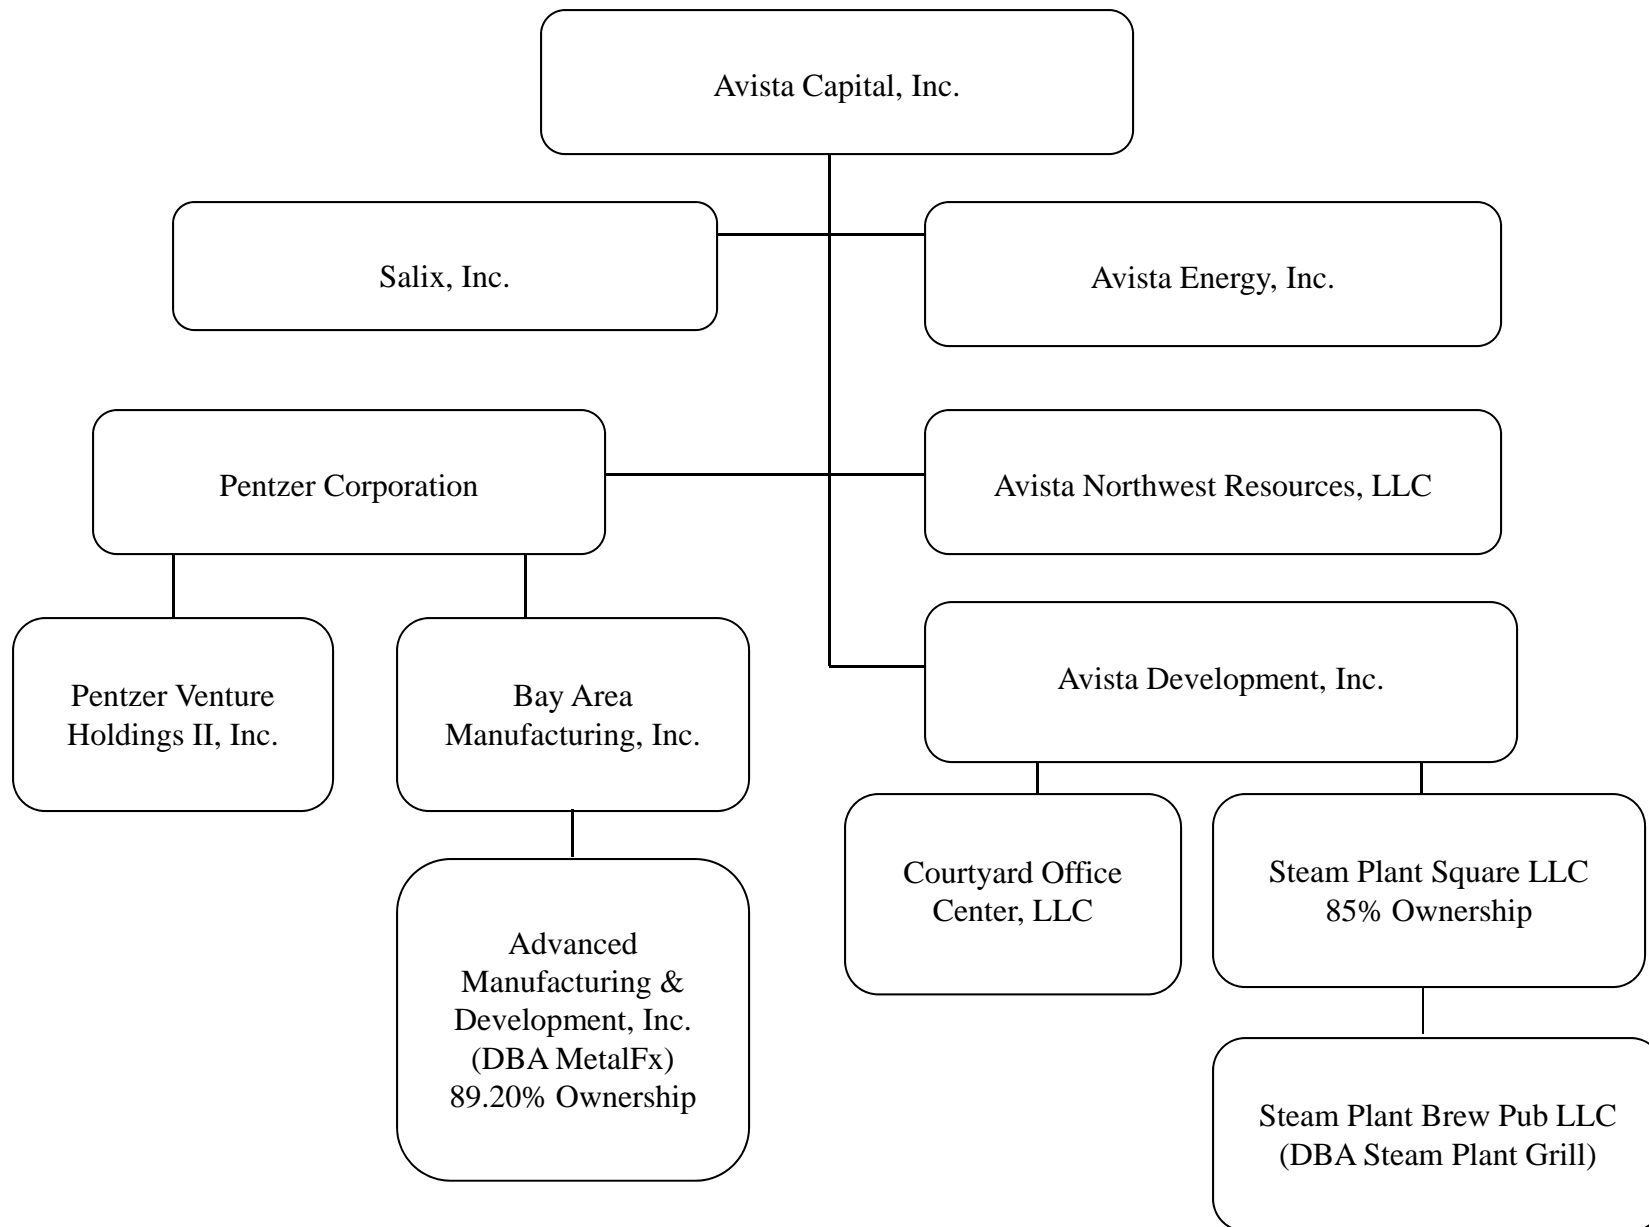 Avista Capital, Inc.
Salix, Inc.
Avista Energy, Inc.
Pentzer Corporation
Avista Northwest Resources, LLC
Pentzer Venture
Holdings II, Inc.
Bay Area
Manufacturing, Inc.
Avista Development, Inc.
Advanced
Manufacturing &
Development, Inc.
(DBA MetalFx)
89.20% Ownership
Courtyard Office
Center, LLC
Steam Plant Square LLC
85% Ownership
Steam Plant Brew Pub LLC
(DBA Steam Plant Grill)